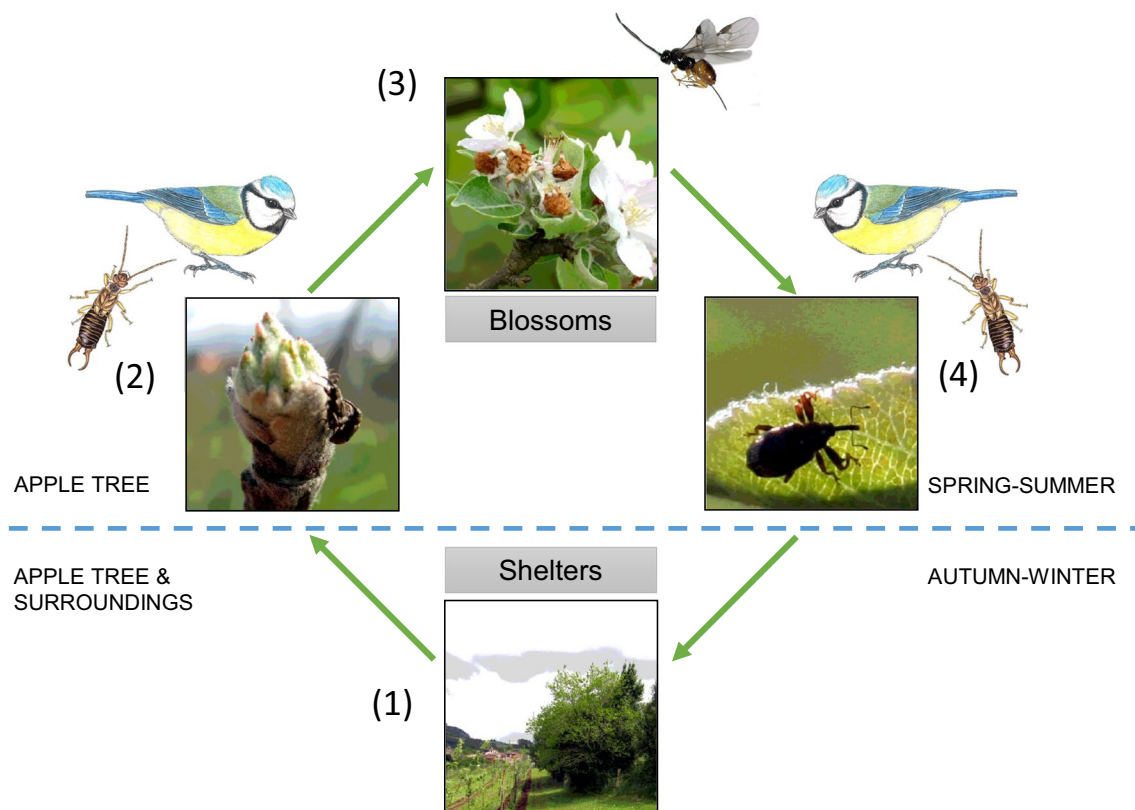 (3)
Blossoms
(2)
(4)
APPLE TREE
SPRING-SUMMER
APPLE TREE &
SURROUNDINGS
Shelters
AUTUMN-WINTER
(1)